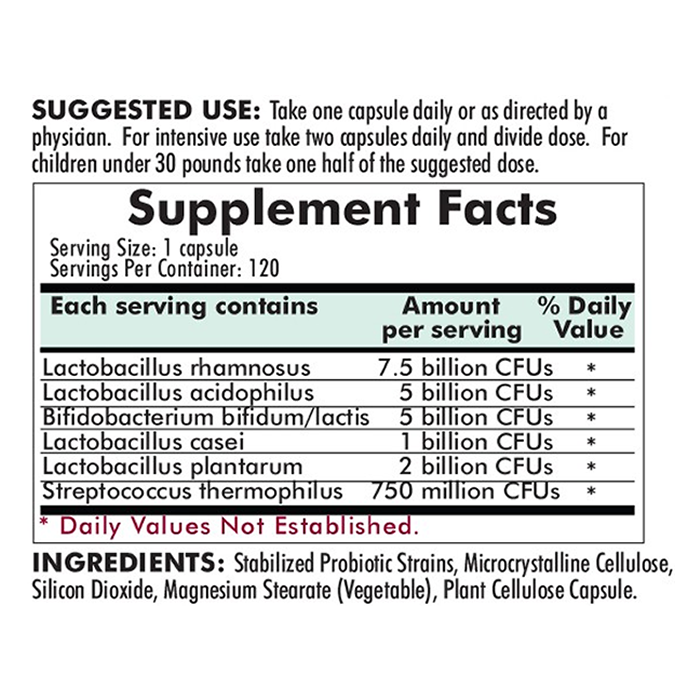 SUGGESTED USE: Take one capsule daily or as directed by a
physician. For intensive use take two capsules daily and divide dose. For
children under 30 pounds take one half of the suggested dose.
Supplement Facts
Serving Size: 1 capsule
Servings Per Container: 120
Each serving contains Amount per serving % Daily Value
Lactobacillus rhamnosus 7.5 billion CFUs *
Lactobacillus acidophilus 5 billion CFUs *
Bifidobacterium bifidum/lactis 5 billion CFUs *
Lactobacillus casei 1 billion CFUs *
Lactobacillus plantarum 2 billion CFUs *
Streptococcus thermophilus 750 million CFUs *
* Daily Values Not Established.
INGREDIENTS: Stabilized Probiotic Strains, Microcrystalline Cellulose,
Silicon Dioxide, Magnesium Stearate (Vegetable), Plant Cellulose Capsule.